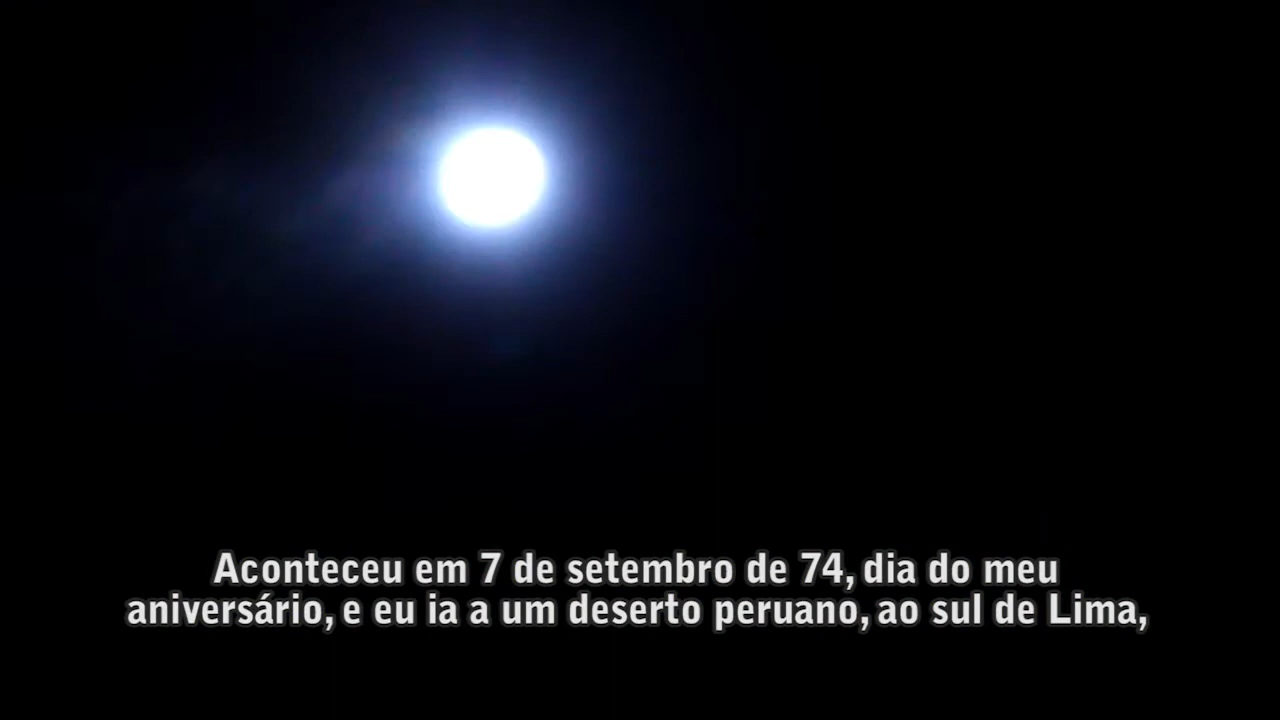 Aconteceu em 7 de setembro de 74, dia do meu
aniversário, e eu ia a um deserto peruano, ao sul de Lima,